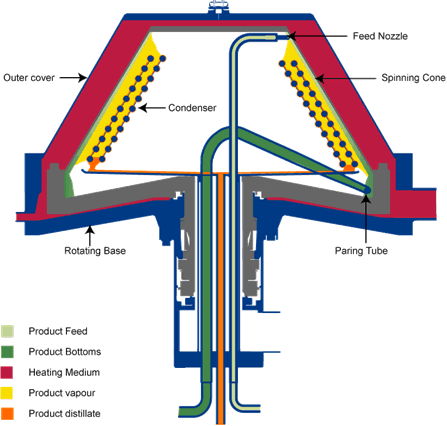 Feed Nozzle
Outer cover
Spinning Cone
Condenser
Rotating Base
Paring Tube
Product Feed
Product Bottoms
Heating Medium
Product vapour
Product distillate